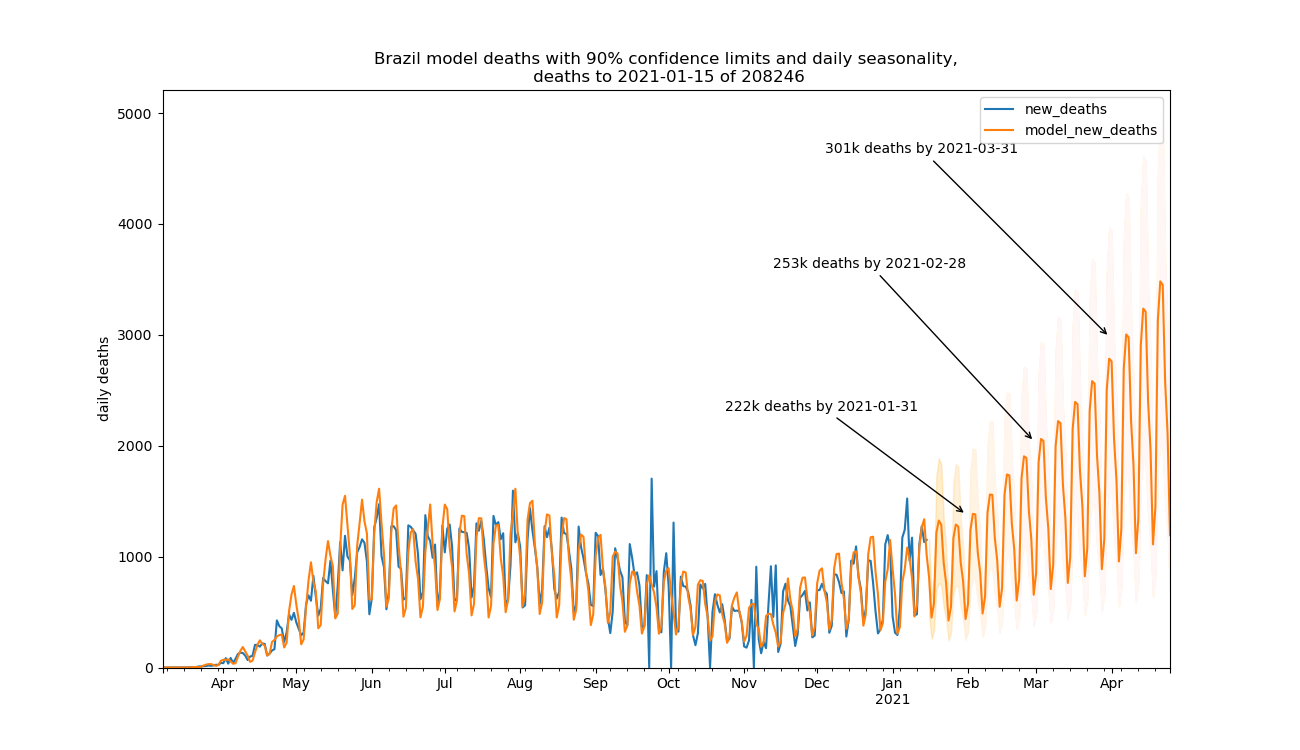 Brazil model deaths with 90% confidence limits and daily seasonality,
deaths to 2021-01-15 of 208246
new_deaths
model_new_deaths
301k deaths by 2021-03-31
253k deaths by 2021-02-28
222k deaths by 2021-01-31
daily deaths
5000
4000
3000
2000
1000
0
Apr May Jun Jul Aug Sep Oct Nov Dec Jan Feb Mar Apr
2021